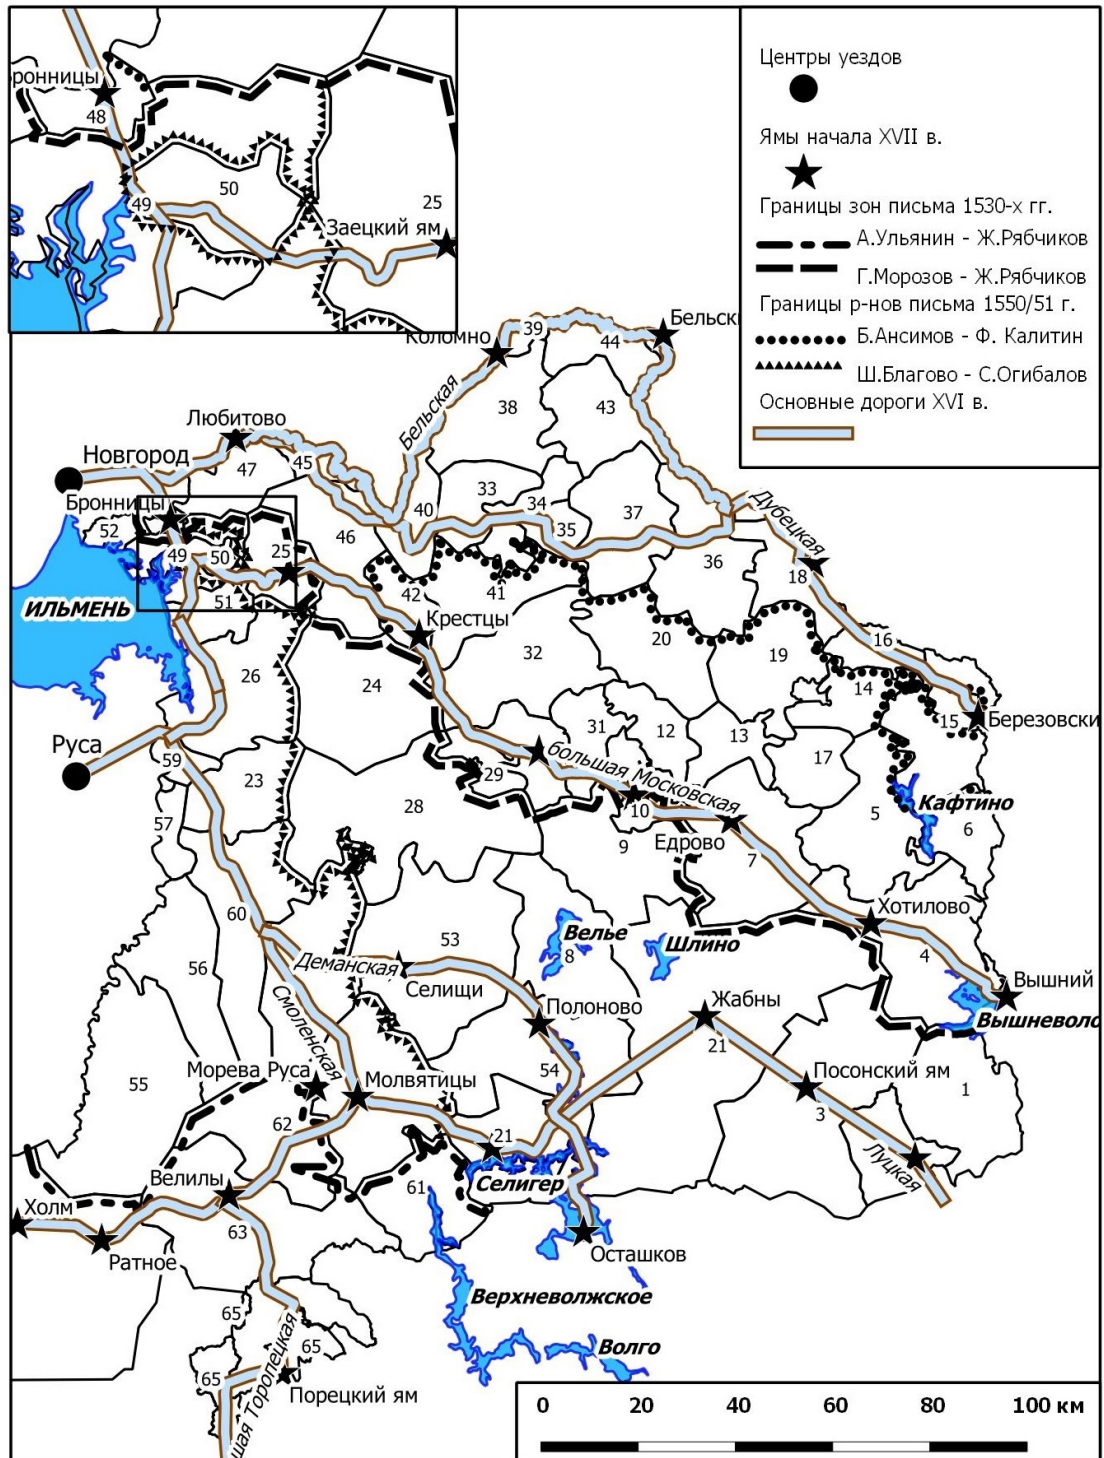 Центры уездов
Ямы начала XVII в.
Границы зон письма 1530-х гг.
А.Ульянин - Ж.Рябчиков
Г.Морозов - Ж.Рябчиков
Границы р-нов письма 1550/51 г.
Б.Ансимов - Ф. Калитин
Ш.Благово - С.Огибалов
Основные дороги XVI в.
ронницы
48
50
49
25
Заецкий ям
Коломно
39
44
Бельски
Бельская
38
43
Любитово
Новгород
47
45
33
34
40
35
37
Дубецкая
Бронницы
52
49
50
25
46
36
18
51
42
41
ИЛЬМЕНЬ
Крестцы
20
16
32
19
26
24
14
15
Березовски
Руса
31
12
13
17
59
большая Московская
23
29
28
10
5
Кафтино
6
57
9
Едрово
7
Хотилово
60
53
Велье
8
Шлино
4
Деманская
Селищи
Вышний
56
Смоленская
Полоново
Жабны
Вышневоло
21
55
Морева Руса
Молвятицы
54
Посонский ям
1
3
62
21
Луцкая
Велилы
61
Селигер
Холм
63
Ратное
Осташков
Верхневолжское
65
65
Волго
65
Порецкий ям
шая Торопецкая
0 20 40 60 80 100 км